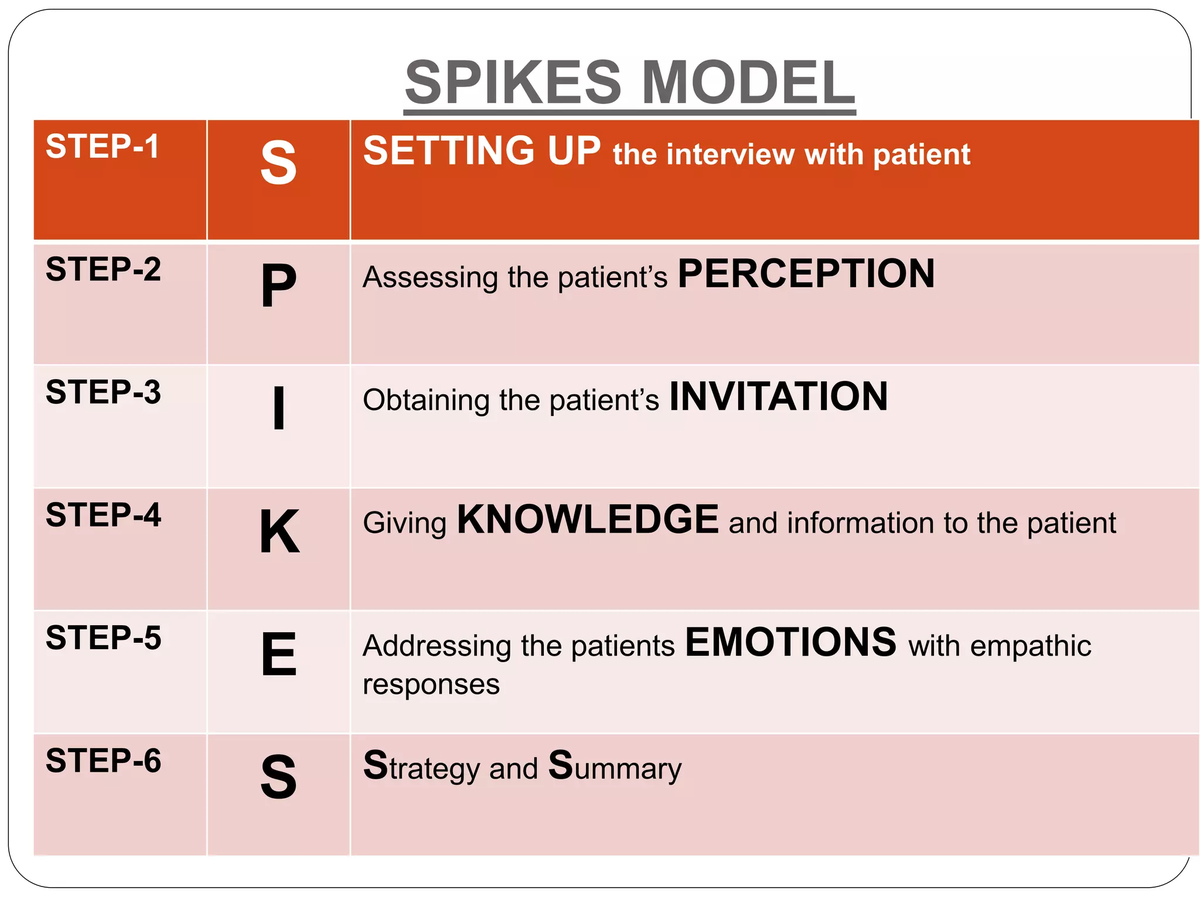 SPIKES MODEL
STEP-1 S SETTING UP the interview with patient
STEP-2 P Assessing the patient’s PERCEPTION
STEP-3 I Obtaining the patient’s INVITATION
STEP-4 K Giving KNOWLEDGE and information to the patient
STEP-5 E Addressing the patients EMOTIONS with empathic
responses
STEP-6 S Strategy and Summary